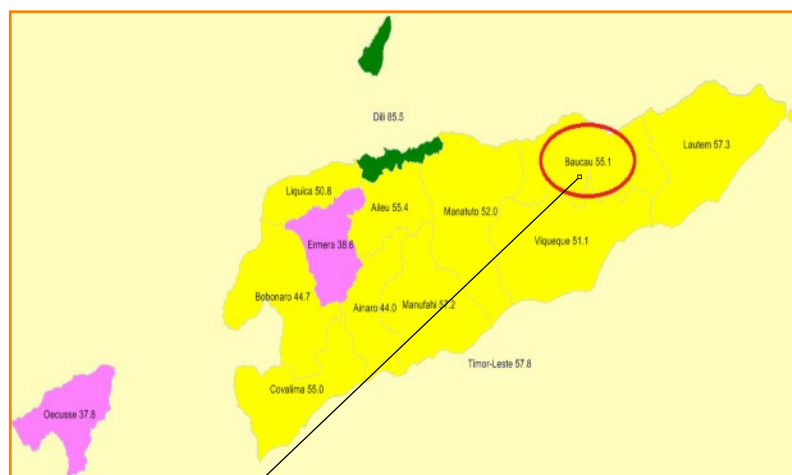 Dili 85.5
Baucau 55.1
Lautem 57.3
Liquica 50.8
Aileu 55.4
Manatuto 52.0
Ermera 38.6
Viqueque 51.1
Bobonaro 44.7
Ainaro 44.0
Manufahi 57.2
Timor-Leste 57.8
Covalima 55.0
Oecusse 37.8